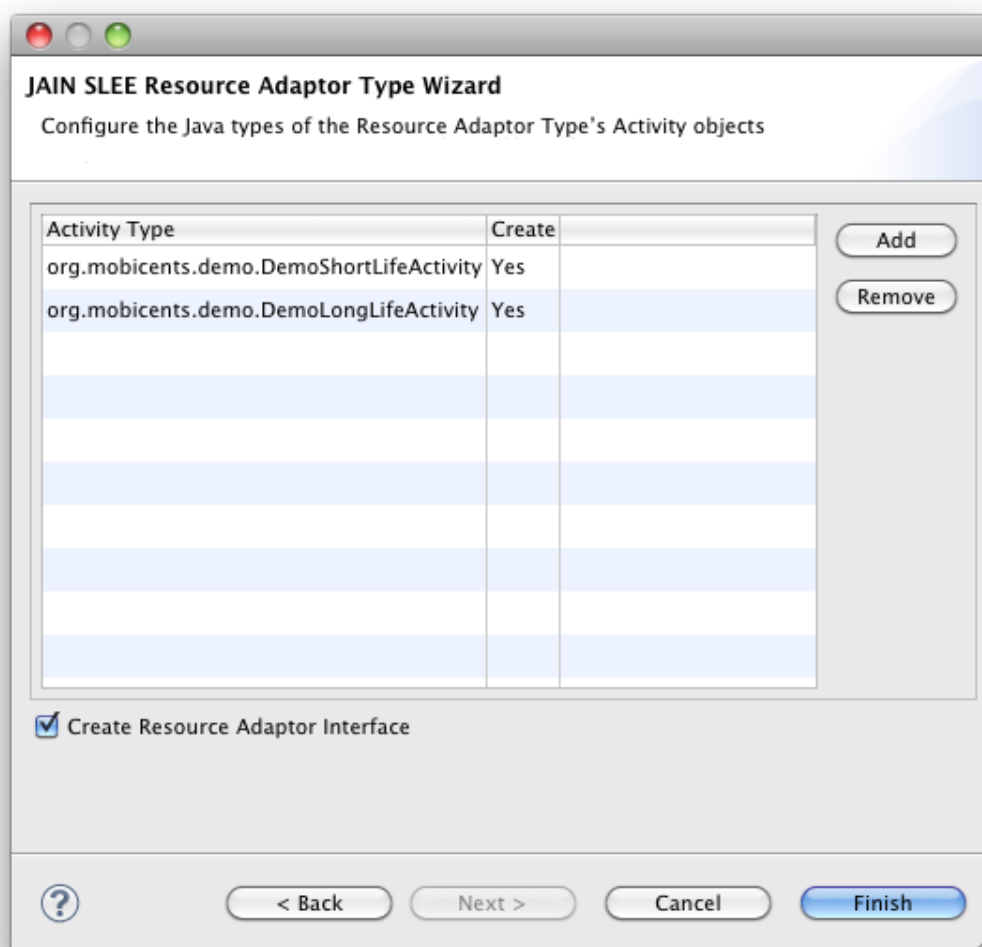 JAIN SLEE Resource Adaptor Type Wizard
Configure the Java types of the Resource Adaptor Type's Activity objects
Activity Type Create
org.mobicents.demo.DemoShortLifeActivity Yes
org.mobicents.demo.DemoLongLifeActivity Yes
Add
Remove
Create Resource Adaptor Interface
? < Back Next > Cancel Finish